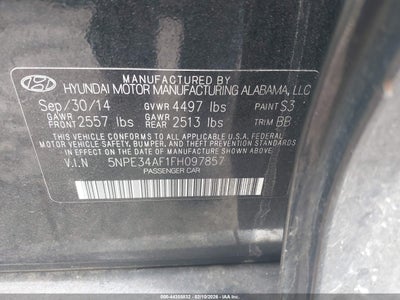 MANUFACTURED BY
HYUNDAI MOTOR MANUFACTURING ALABAMA, LLC
Sep/30/14 GVWR 4497 lbs PAINT S3
GAWR FRONT 2557 lbs GAWR REAR 2513 lbs TRIM BB
THIS VEHICLE CONFORMS TO ALL APPLICABLE U.S.A. FEDERAL
MOTOR VEHICLE SAFETY, BUMPER, AND THEFT PREVENTION
STANDARDS IN EFFECT ON THE DATE OF MANUFACTURE SHOWN ABOVE.
V.I.N 5NPE34AF1FH097857
PASSENGER CAR